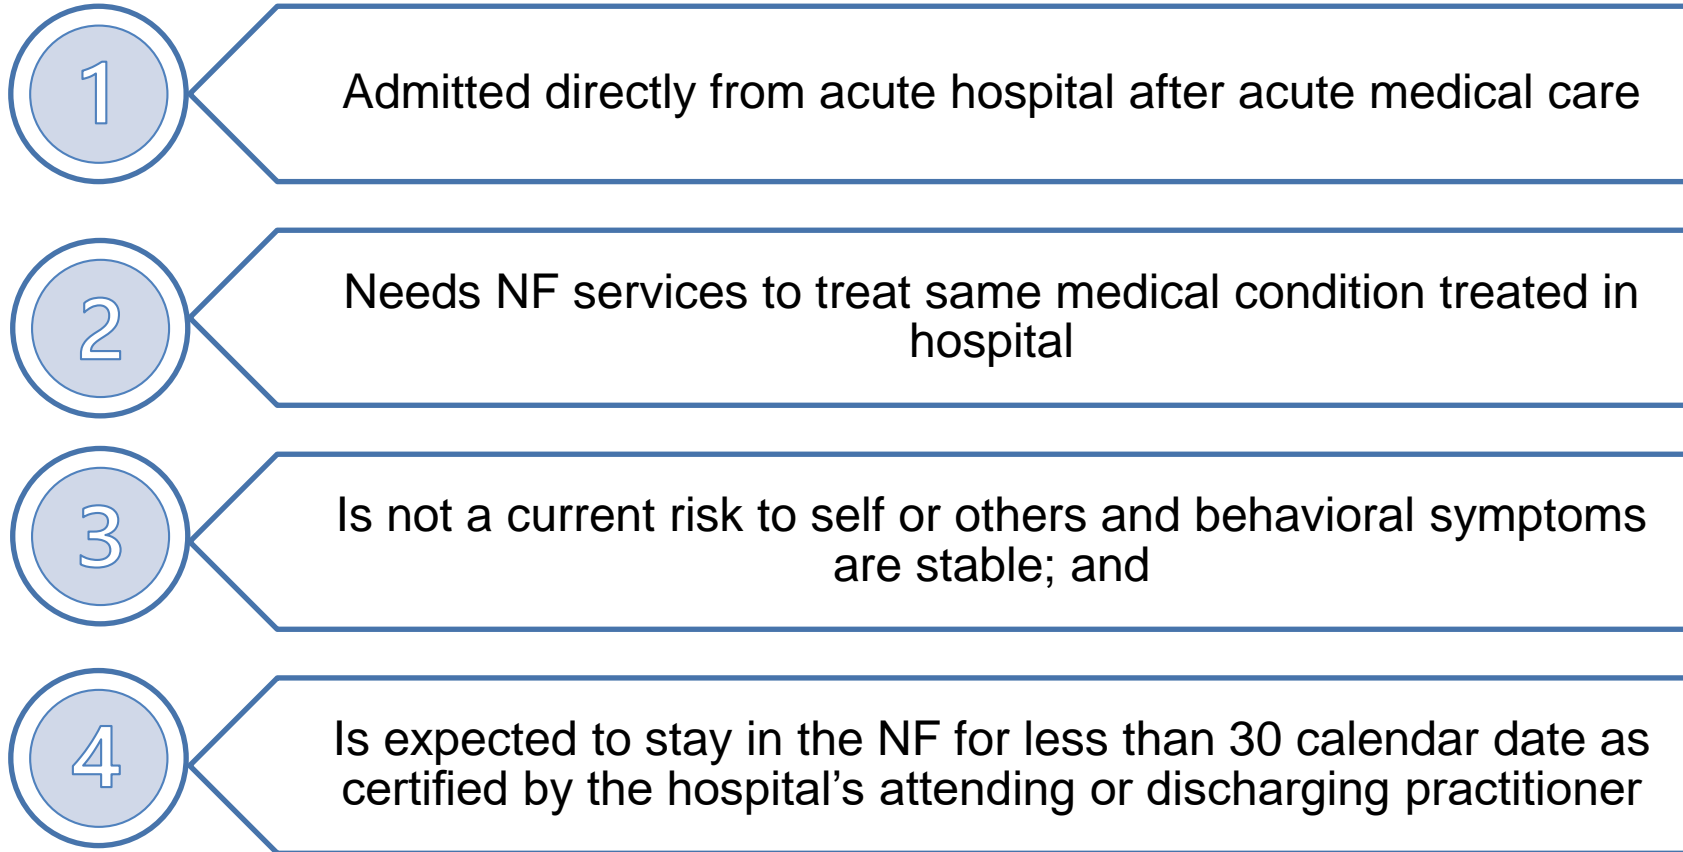 1
Admitted directly from acute hospital after acute medical care
2
Needs NF services to treat same medical condition treated in
hospital
3
Is not a current risk to self or others and behavioral symptoms
are stable; and
4
Is expected to stay in the NF for less than 30 calendar date as
certified by the hospital’s attending or discharging practitioner